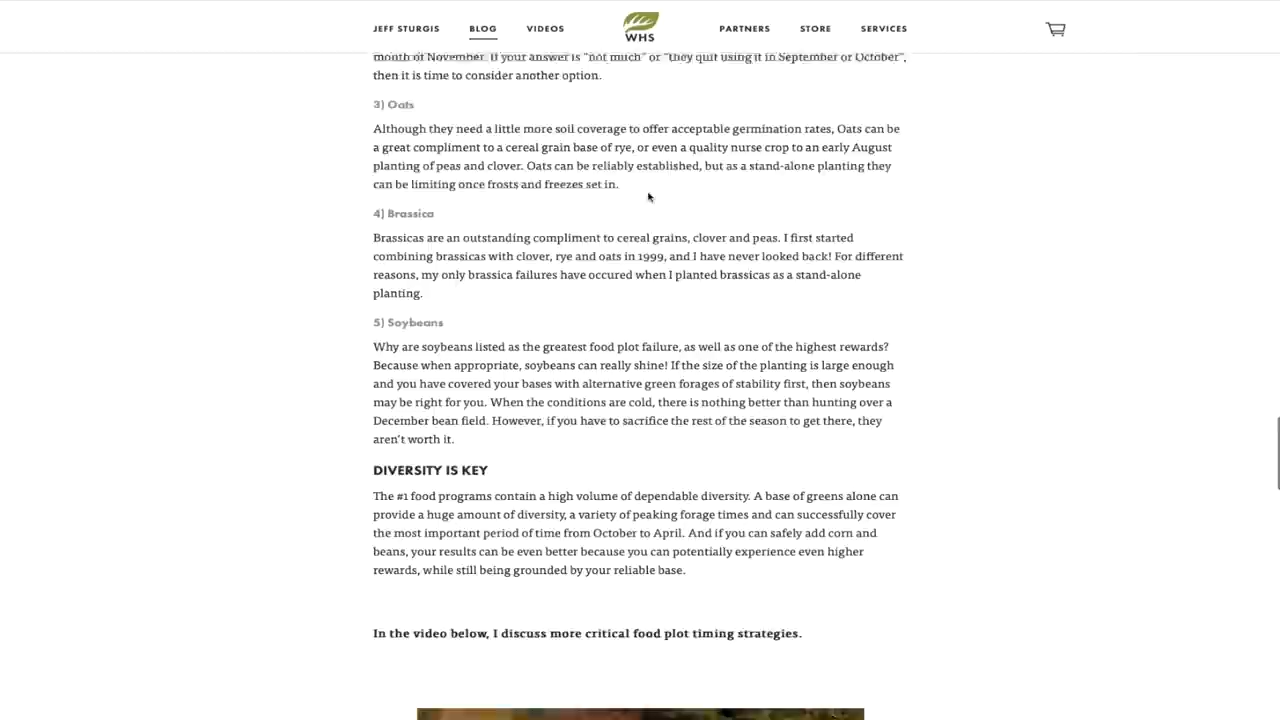 JEFF STURGIS BLOG VIDEOS WHS PARTNERS STORE SERVICES
month of November. If your answer is "not much" or "they quit using it in September or October",
then it is time to consider another option.
3) Oats
Although they need a little more soil coverage to offer acceptable germination rates, Oats can be
a great compliment to a cereal grain base of rye, or even a quality nurse crop to an early August
planting of peas and clover. Oats can be reliably established, but as a stand-alone planting they
can be limiting once frosts and freezes set in.
4) Brassica
Brassicas are an outstanding compliment to cereal grains, clover and peas. I first started
combining brassicas with clover, rye and oats in 1999, and I have never looked back! For different
reasons, my only brassica failures have occured when I planted brassicas as a stand-alone
planting.
5) Soybeans
Why are soybeans listed as the greatest food plot failure, as well as one of the highest rewards?
Because when appropriate, soybeans can really shine! If the size of the planting is large enough
and you have covered your bases with alternative green forages of stability first, then soybeans
may be right for you. When the conditions are cold, there is nothing better than hunting over a
December bean field. However, if you have to sacrifice the rest of the season to get there, they
aren't worth it.
DIVERSITY IS KEY
The #1 food programs contain a high volume of dependable diversity. A base of greens alone can
provide a huge amount of diversity, a variety of peaking forage times and can successfully cover
the most important period of time from October to April. And if you can safely add corn and
beans, your results can be even better because you can potentially experience even higher
rewards, while still being grounded by your reliable base.
In the video below, I discuss more critical food plot timing strategies.